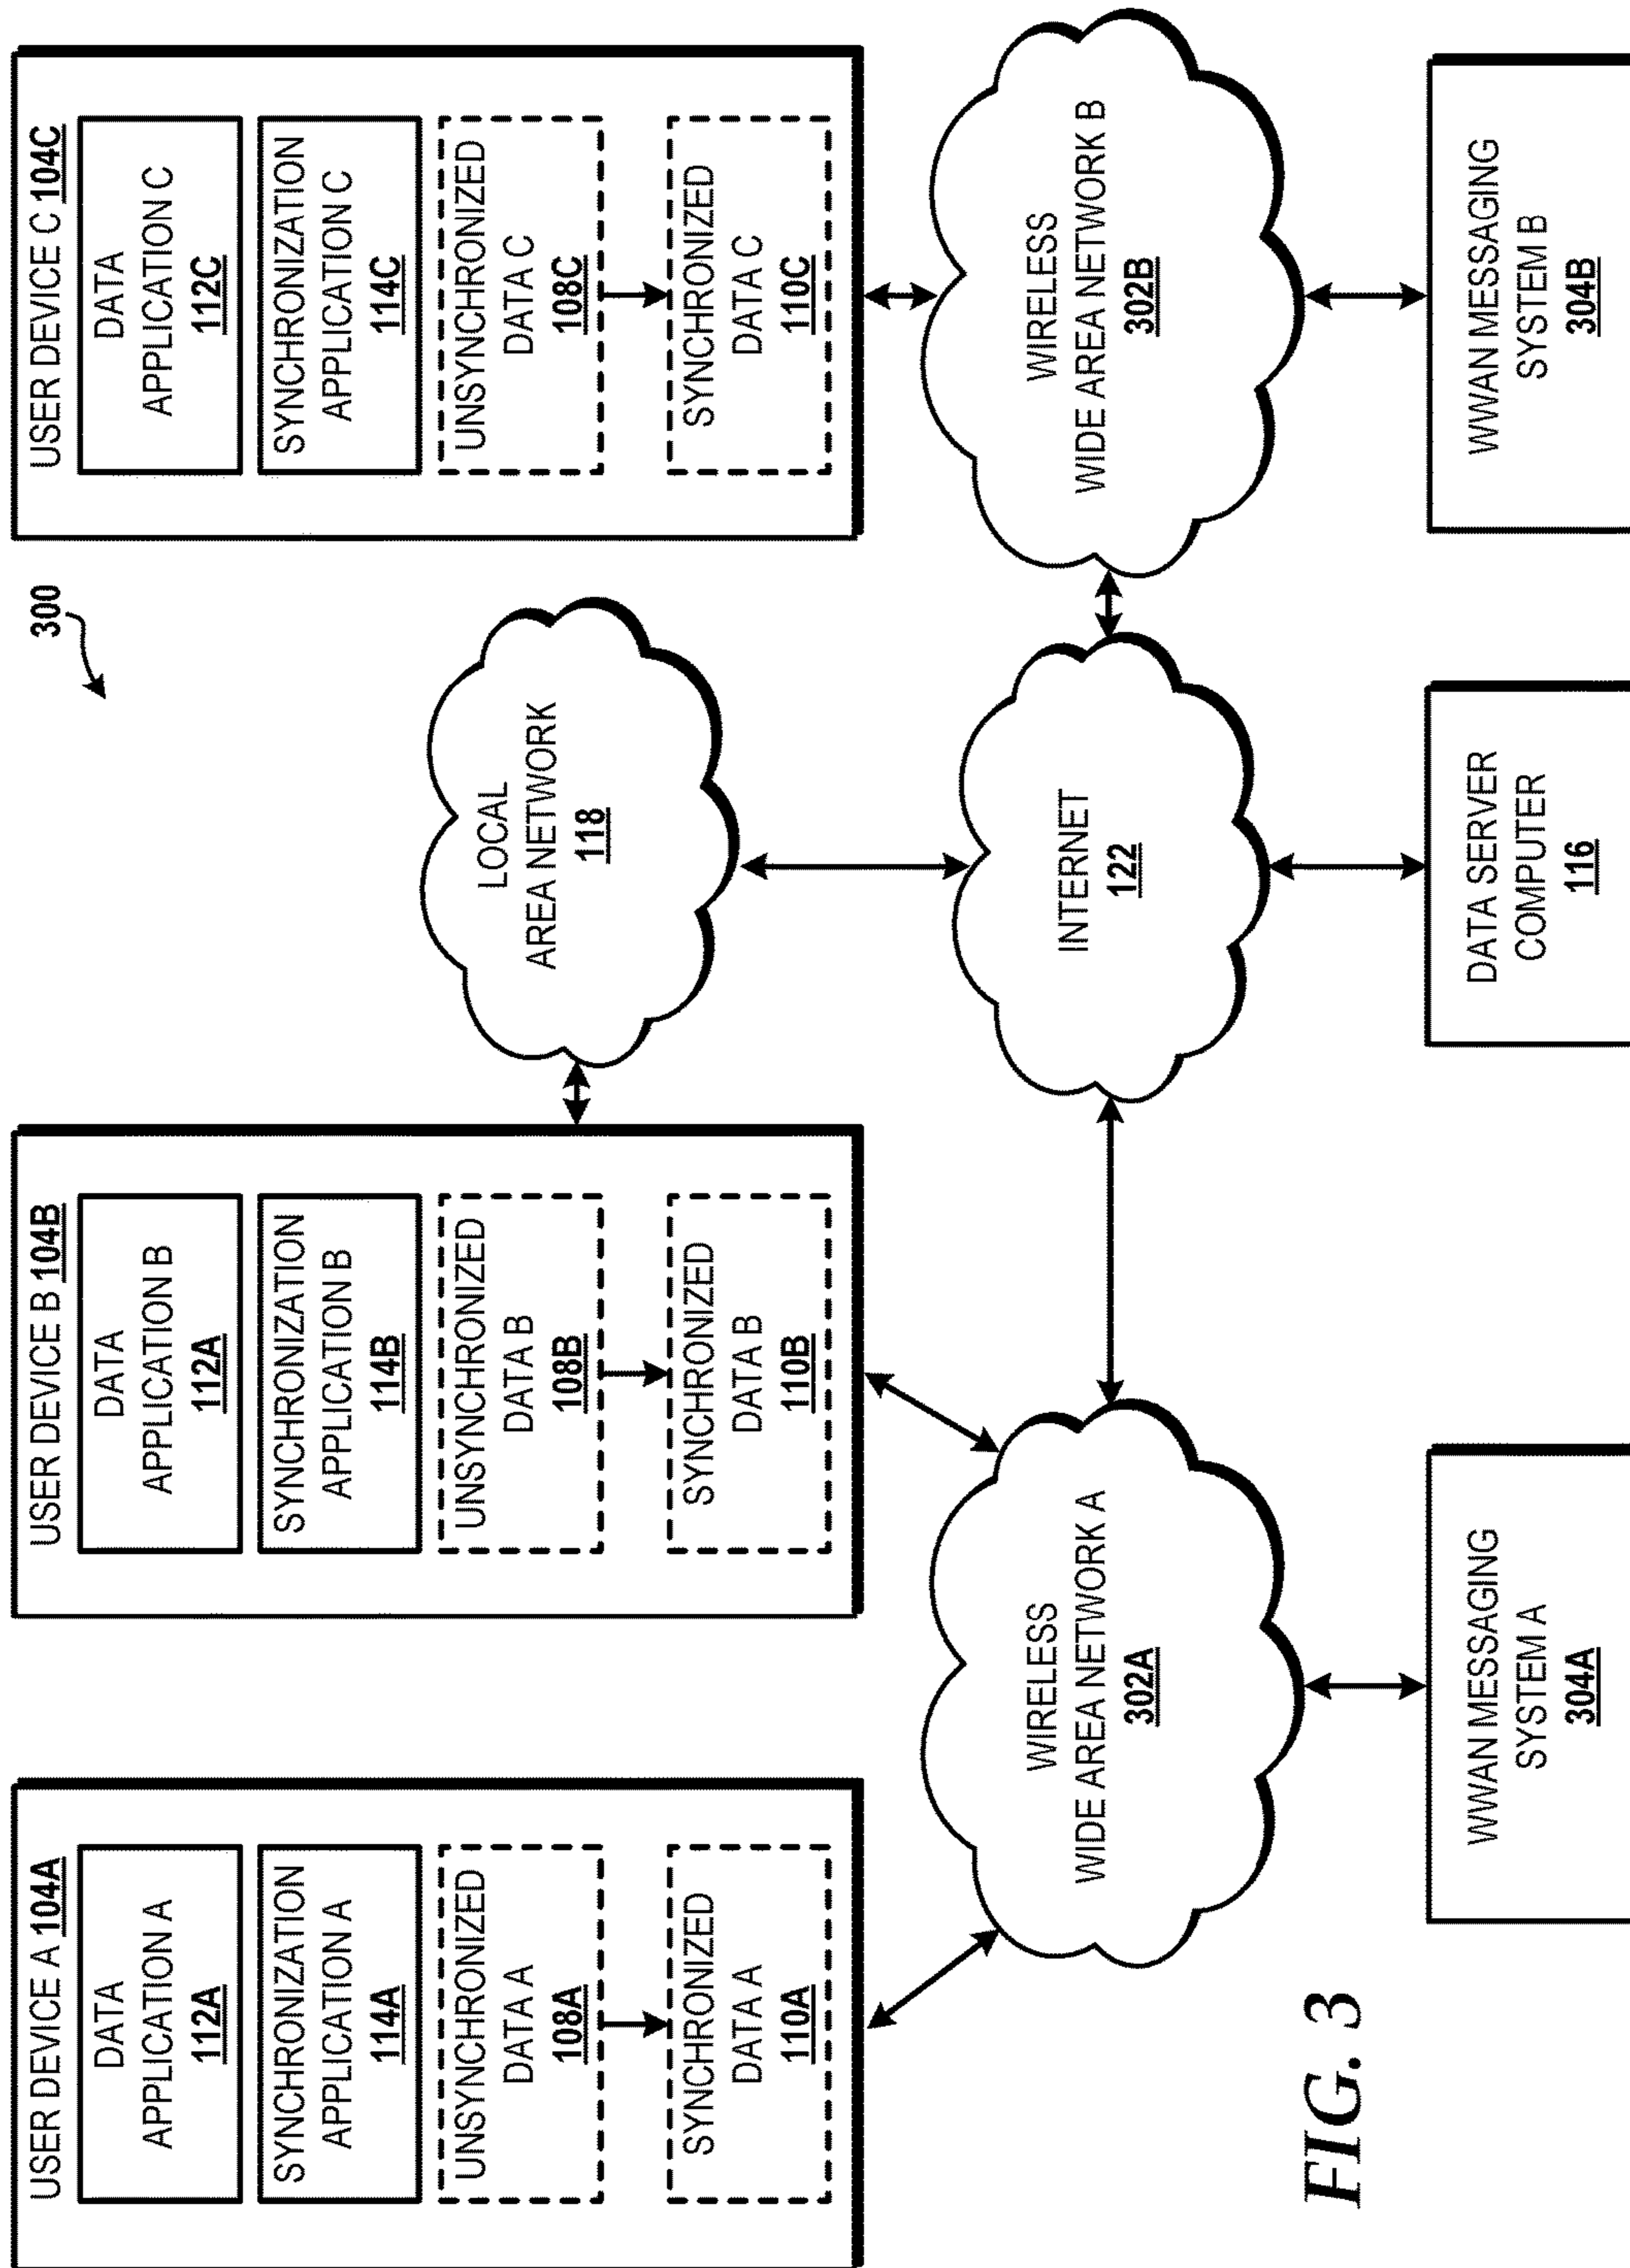 300
USER DEVICE A 104A
DATA
APPLICATION A
112A
SYNCHRONIZATION
APPLICATION A
114A
UNSYNCHRONIZED
DATA A
108A
SYNCHRONIZED
DATA A
110A
USER DEVICE B 104B
DATA
APPLICATION B
112A
SYNCHRONIZATION
APPLICATION B
114B
UNSYNCHRONIZED
DATA B
108B
SYNCHRONIZED
DATA B
110B
USER DEVICE C 104C
DATA
APPLICATION C
112C
SYNCHRONIZATION
APPLICATION C
114C
UNSYNCHRONIZED
DATA C
108C
SYNCHRONIZED
DATA C
110C
LOCAL
AREA NETWORK
118
WIRELESS
WIDE AREA NETWORK A
302A
INTERNET
122
WIRELESS
WIDE AREA NETWORK B
302B
WWAN MESSAGING
SYSTEM A
304A
DATA SERVER
COMPUTER
116
WWAN MESSAGING
SYSTEM B
304B
FIG. 3